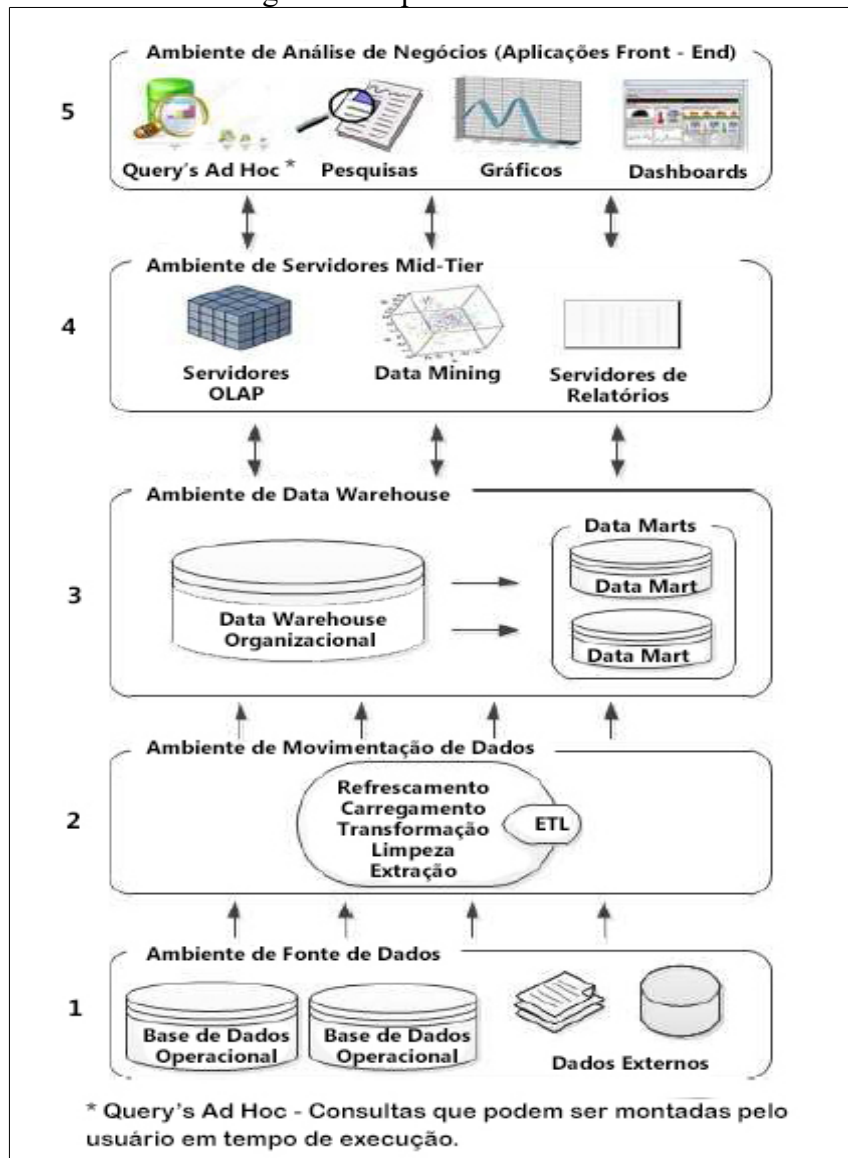 Ambiente de Análise de Negócios (Aplicações Front - End)
5
Query's Ad Hoc * Pesquisas Gráficos Dashboards
Ambiente de Servidores Mid-Tier
4
Servidores OLAP
Data Mining
Servidores de Relatórios
Ambiente de Data Warehouse
3
Data Warehouse
Organizacional
Data Marts
Data Mart
Data Mart
Ambiente de Movimentação de Dados
2
Refrescamento
Carregamento
Transformação
Limpeza
Extração
ETL
Ambiente de Fonte de Dados
1
Base de Dados
Operacional
Base de Dados
Operacional
Dados Externos
* Query's Ad Hoc - Consultas que podem ser montadas pelo
usuário em tempo de execução.